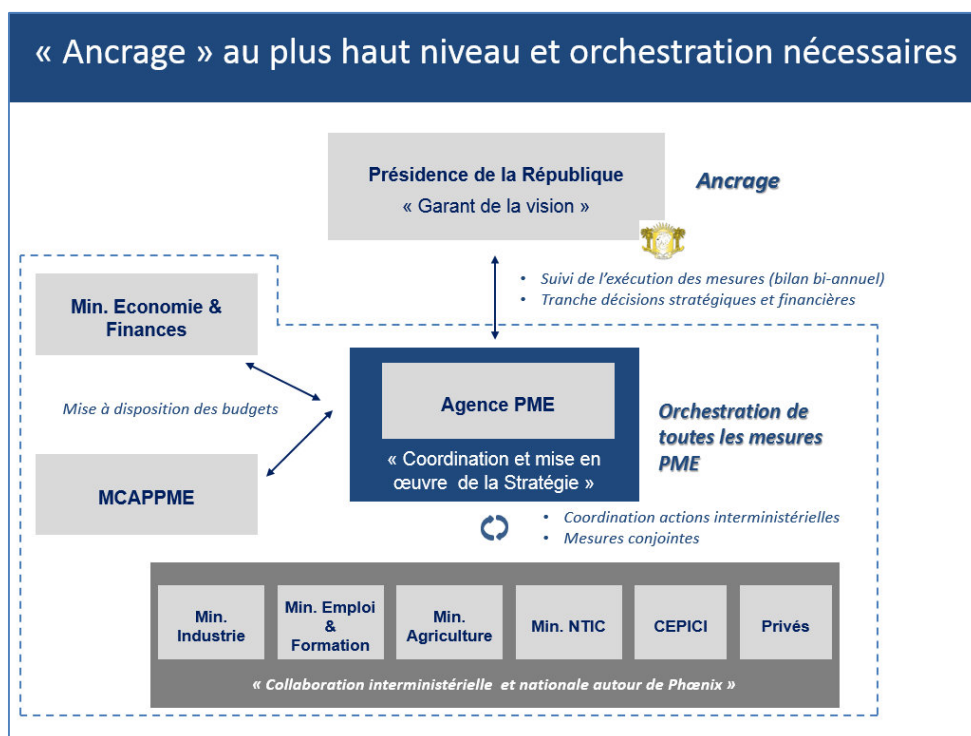 « Ancrage » au plus haut niveau et orchestration nécessaires
Présidence de la République
« Garant de la vision »
Ancrage
• Suivi de l’exécution des mesures (bilan bi-annuel)
• Tranche décisions stratégiques et financières
Min. Economie &
Finances
Mise à disposition des budgets
MCAPPME
Agence PME
« Coordination et mise en
œuvre de la Stratégie »
Orchestration de
toutes les mesures
PME
• Coordination actions interministérielles
• Mesures conjointes
Min.
Industrie
Min. Emploi
&
Formation
Min.
Agriculture
Min. NTIC
CEPICI
Privés
« Collaboration interministérielle et nationale autour de Phœnix »